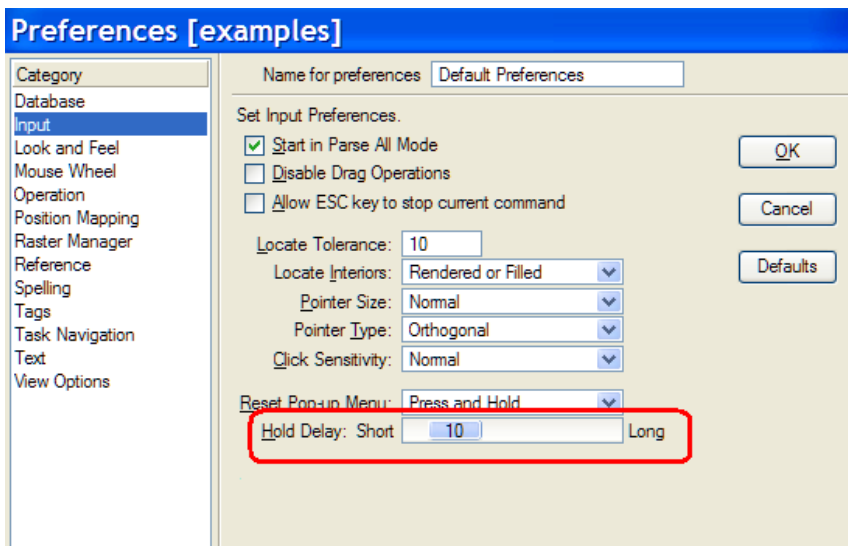 Preferences [examples]
Category
Database
Input
Look and Feel
Mouse Wheel
Operation
Position Mapping
Raster Manager
Reference
Spelling
Tags
Task Navigation
Text
View Options
Name for preferences Default Preferences
Set Input Preferences.
Start in Parse All Mode
Disable Drag Operations
Allow ESC key to stop current command
Locate Tolerance: 10
Locate Interiors: Rendered or Filled
Pointer Size: Normal
Pointer Type: Orthogonal
Click Sensitivity: Normal
Reset Pop-up Menu: Press and Hold
Hold Delay: Short 10 Long
OK
Cancel
Defaults